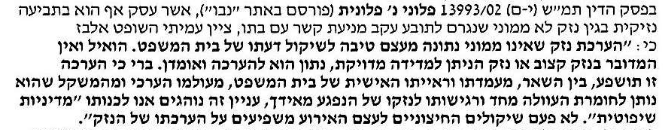 בפסק הדין תמ"ש (י-ם) 13993/02 פלוני נ' פלונית (פורסם באתר "נבו"), אשר עסק אף הוא בתביעה
נזיקית בגין נזק לא ממוני שנגרם לתובע עקב מניעת קשר עם בתו, ציין עמיתי השופט אלבז
כי: "הערכת נזק שאינו ממוני נתונה מעצם טיבה לשיקול דעתו של בית המשפט. הואיל ואין
המדובר בנזק קצוב או נזק הניתן למדידה מדויקת, נתון הוא להערכה ואומדן. ברי כי הערכה
זו תושפע, בין השאר, מעמדתו וראייתו האישית של בית המשפט, מעולמו הערכי ומהמשקל שהוא
נותן לחומרת העוולה מחד ורגישותו לנזקו של הנפגע מאידך, עניין זה נוהגים אנו לכנותו "מדיניות
שיפוטית". לא פעם שיקולים החיצוניים לעצם האירוע משפיעים על הערכתו של הנזק".